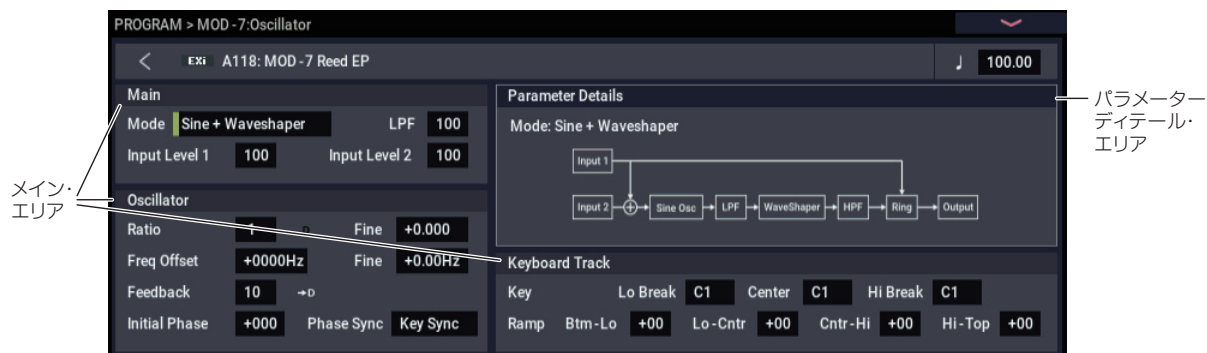 PROGRAM > MOD-7:Oscillator
EXi A118: MOD-7 Reed EP
♩ 100.00
Main
Mode Sine + Waveshaper LPF 100
Input Level 1 100 Input Level 2 100
Oscillator
Ratio 1 D Fine +0.000
Freq Offset +0000Hz Fine +0.00Hz
Feedback 10 →D
Initial Phase +000 Phase Sync Key Sync
Parameter Details
Mode: Sine + Waveshaper
Input 1
Input 2 Sine Osc LPF WaveShaper HPF Ring Output
Keyboard Track
Key Lo Break C1 Center C1 Hi Break C1
Ramp Btm-Lo +00 Lo-Cntr +00 Cntr-Hi +00 Hi-Top +00
メイン・
エリア
パラメーター
ディテール・
エリア